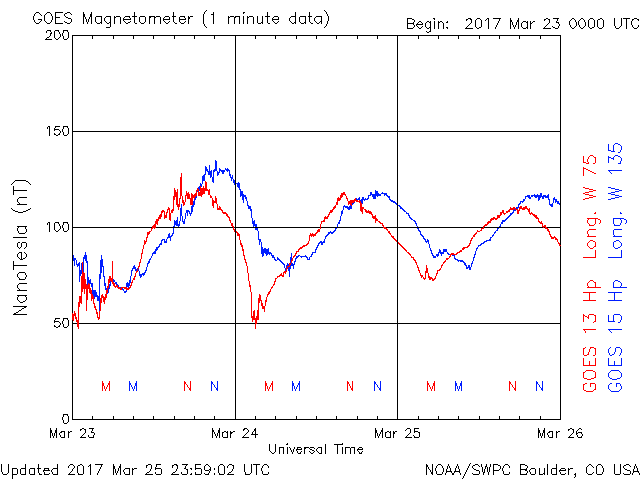 GOES Magnetometer (1 minute data)
Begin: 2017 Mar 23 0000 UTC
200
150
100
50
0
NanoTesla (nT)
M M N N M M N N M M N N
Mar 23 Mar 24 Mar 25 Mar 26
Universal Time
GOES 13 Hp Long. W 75
GOES 15 Hp Long. W 135
Updated 2017 Mar 25 23:59:02 UTC
NOAA/SWPC Boulder, CO USA